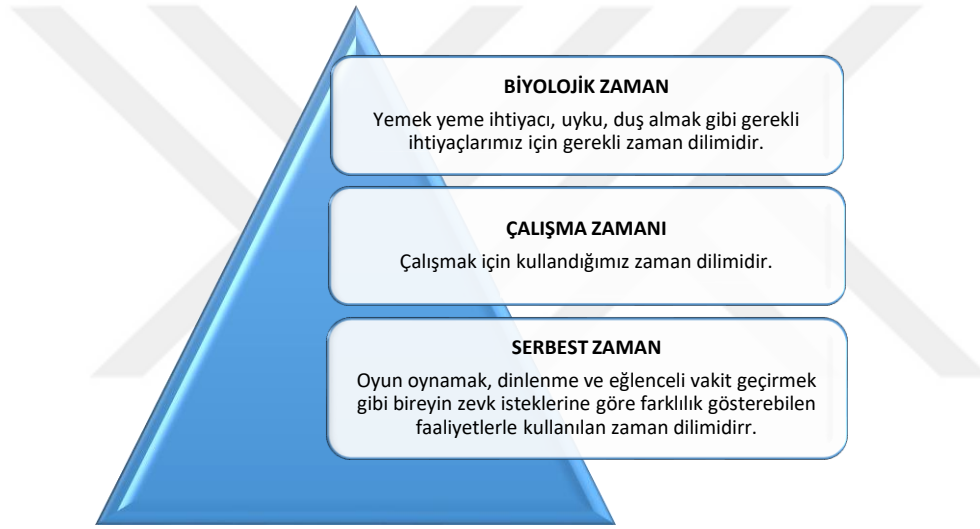 BİYOLOJİK ZAMAN
Yemek yeme ihtiyacı, uyku, duş almak gibi gerekli
ihtiyaçlarımız için gerekli zaman dilimidir.
ÇALIŞMA ZAMANI
Çalışmak için kullandığımız zaman dilimidir.
SERBEST ZAMAN
Oyun oynamak, dinlenme ve eğlenceli vakit geçirmek
gibi bireyin zevk isteklerine göre farklılık gösterebilen
faaliyetlerle kullanılan zaman dilimidirr.